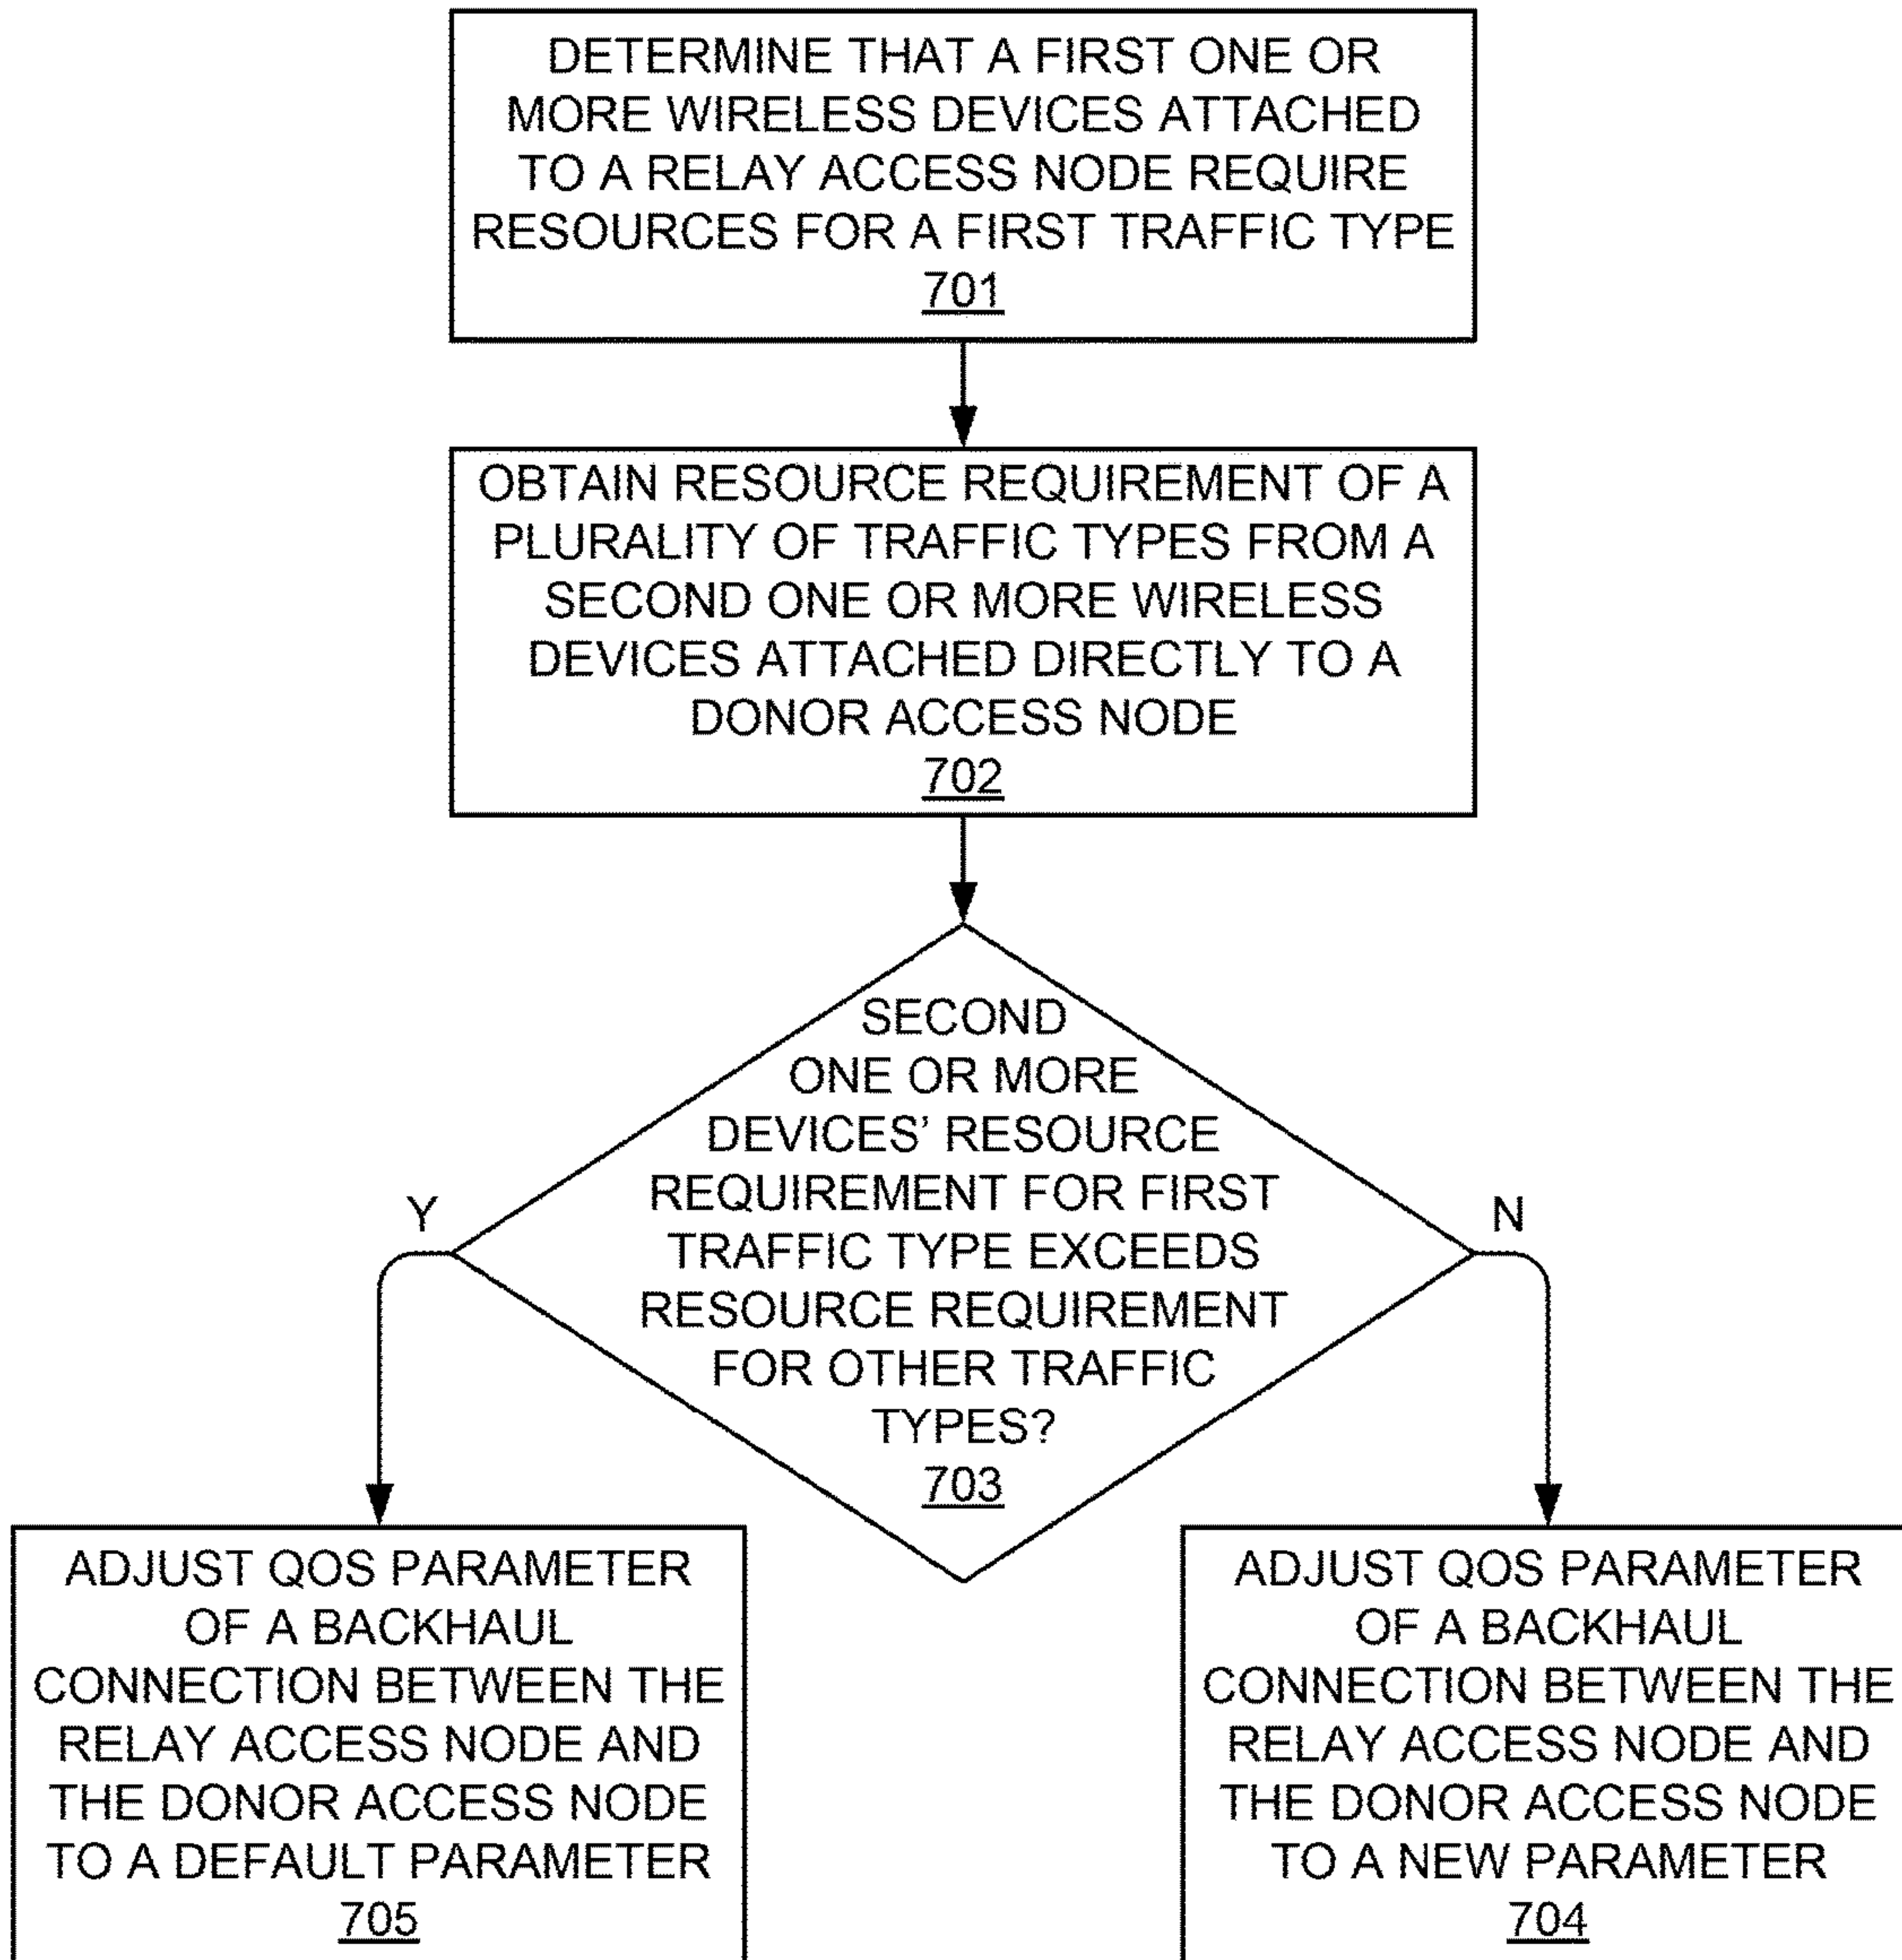 DETERMINE THAT A FIRST ONE OR
MORE WIRELESS DEVICES ATTACHED
TO A RELAY ACCESS NODE REQUIRE
RESOURCES FOR A FIRST TRAFFIC TYPE
701
OBTAIN RESOURCE REQUIREMENT OF A
PLURALITY OF TRAFFIC TYPES FROM A
SECOND ONE OR MORE WIRELESS
DEVICES ATTACHED DIRECTLY TO A
DONOR ACCESS NODE
702
SECOND
ONE OR MORE
DEVICES’ RESOURCE
REQUIREMENT FOR FIRST
TRAFFIC TYPE EXCEEDS
RESOURCE REQUIREMENT
FOR OTHER TRAFFIC
TYPES?
703
Y
N
ADJUST QOS PARAMETER
OF A BACKHAUL
CONNECTION BETWEEN THE
RELAY ACCESS NODE AND
THE DONOR ACCESS NODE
TO A DEFAULT PARAMETER
705
ADJUST QOS PARAMETER
OF A BACKHAUL
CONNECTION BETWEEN THE
RELAY ACCESS NODE AND
THE DONOR ACCESS NODE
TO A NEW PARAMETER
704